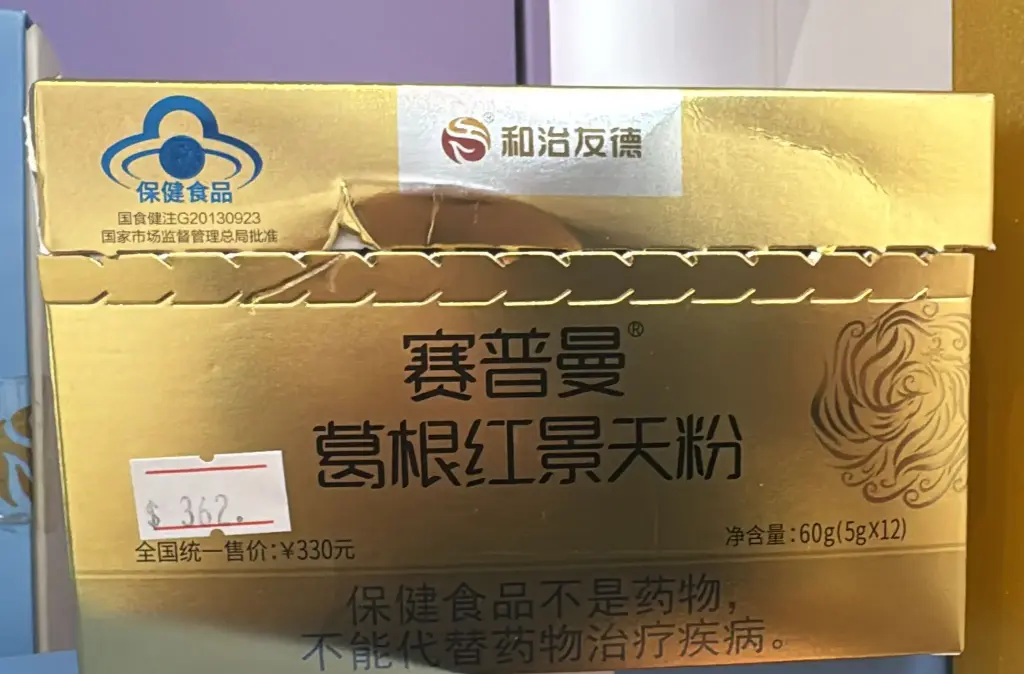 和治友德®
保健食品
国食健注G20130923
国家市场监督管理总局批准
赛普曼®
葛根红景天粉
$ 362.
全国统一售价:¥330元
净含量:60g(5gX12)
保健食品不是药物,
不能代替药物治疗疾病。